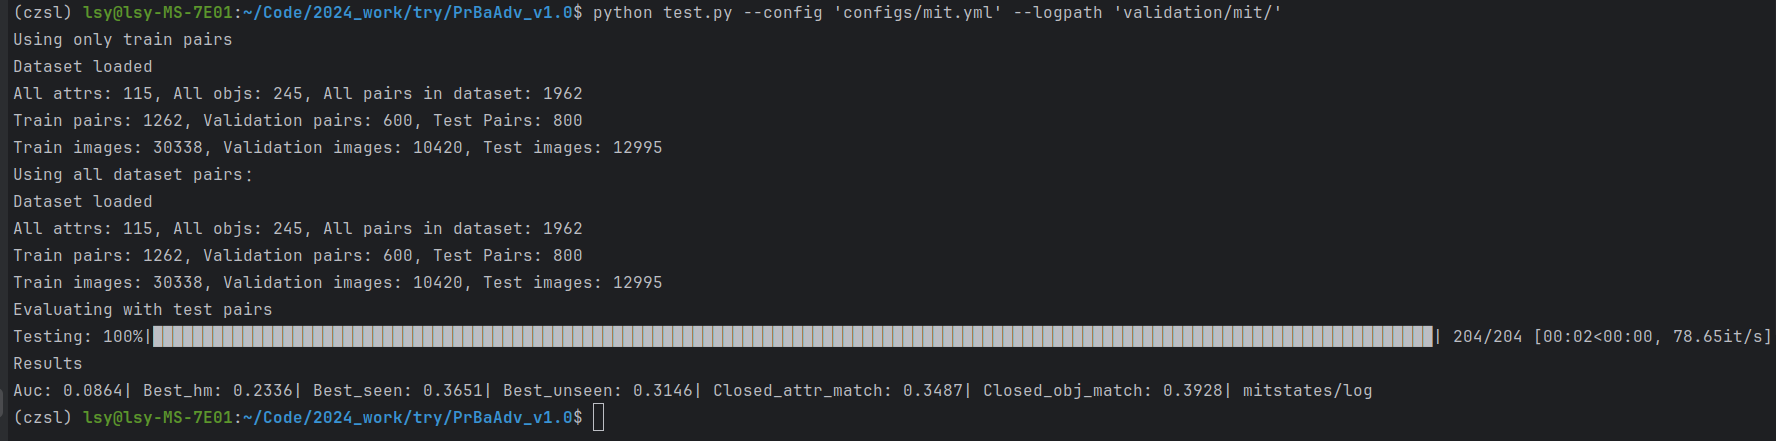 (czsl) lsy@lsy-MS-7E01:~/Code/2024_work/try/PrBaAdv_v1.0$ python test.py --config 'configs/mit.yml' --logpath 'validation/mit/'
Using only train pairs
Dataset loaded
All attrs: 115, All objs: 245, All pairs in dataset: 1962
Train pairs: 1262, Validation pairs: 600, Test Pairs: 800
Train images: 30338, Validation images: 10420, Test images: 12995
Using all dataset pairs:
Dataset loaded
All attrs: 115, All objs: 245, All pairs in dataset: 1962
Train pairs: 1262, Validation pairs: 600, Test Pairs: 800
Train images: 30338, Validation images: 10420, Test images: 12995
Evaluating with test pairs
Testing: 100%|| 204/204 [00:02<00:00, 78.65it/s]
Results
Auc: 0.0864| Best_hm: 0.2336| Best_seen: 0.3651| Best_unseen: 0.3146| Closed_attr_match: 0.3487| Closed_obj_match: 0.3928| mitstates/log
(czsl) lsy@lsy-MS-7E01:~/Code/2024_work/try/PrBaAdv_v1.0$